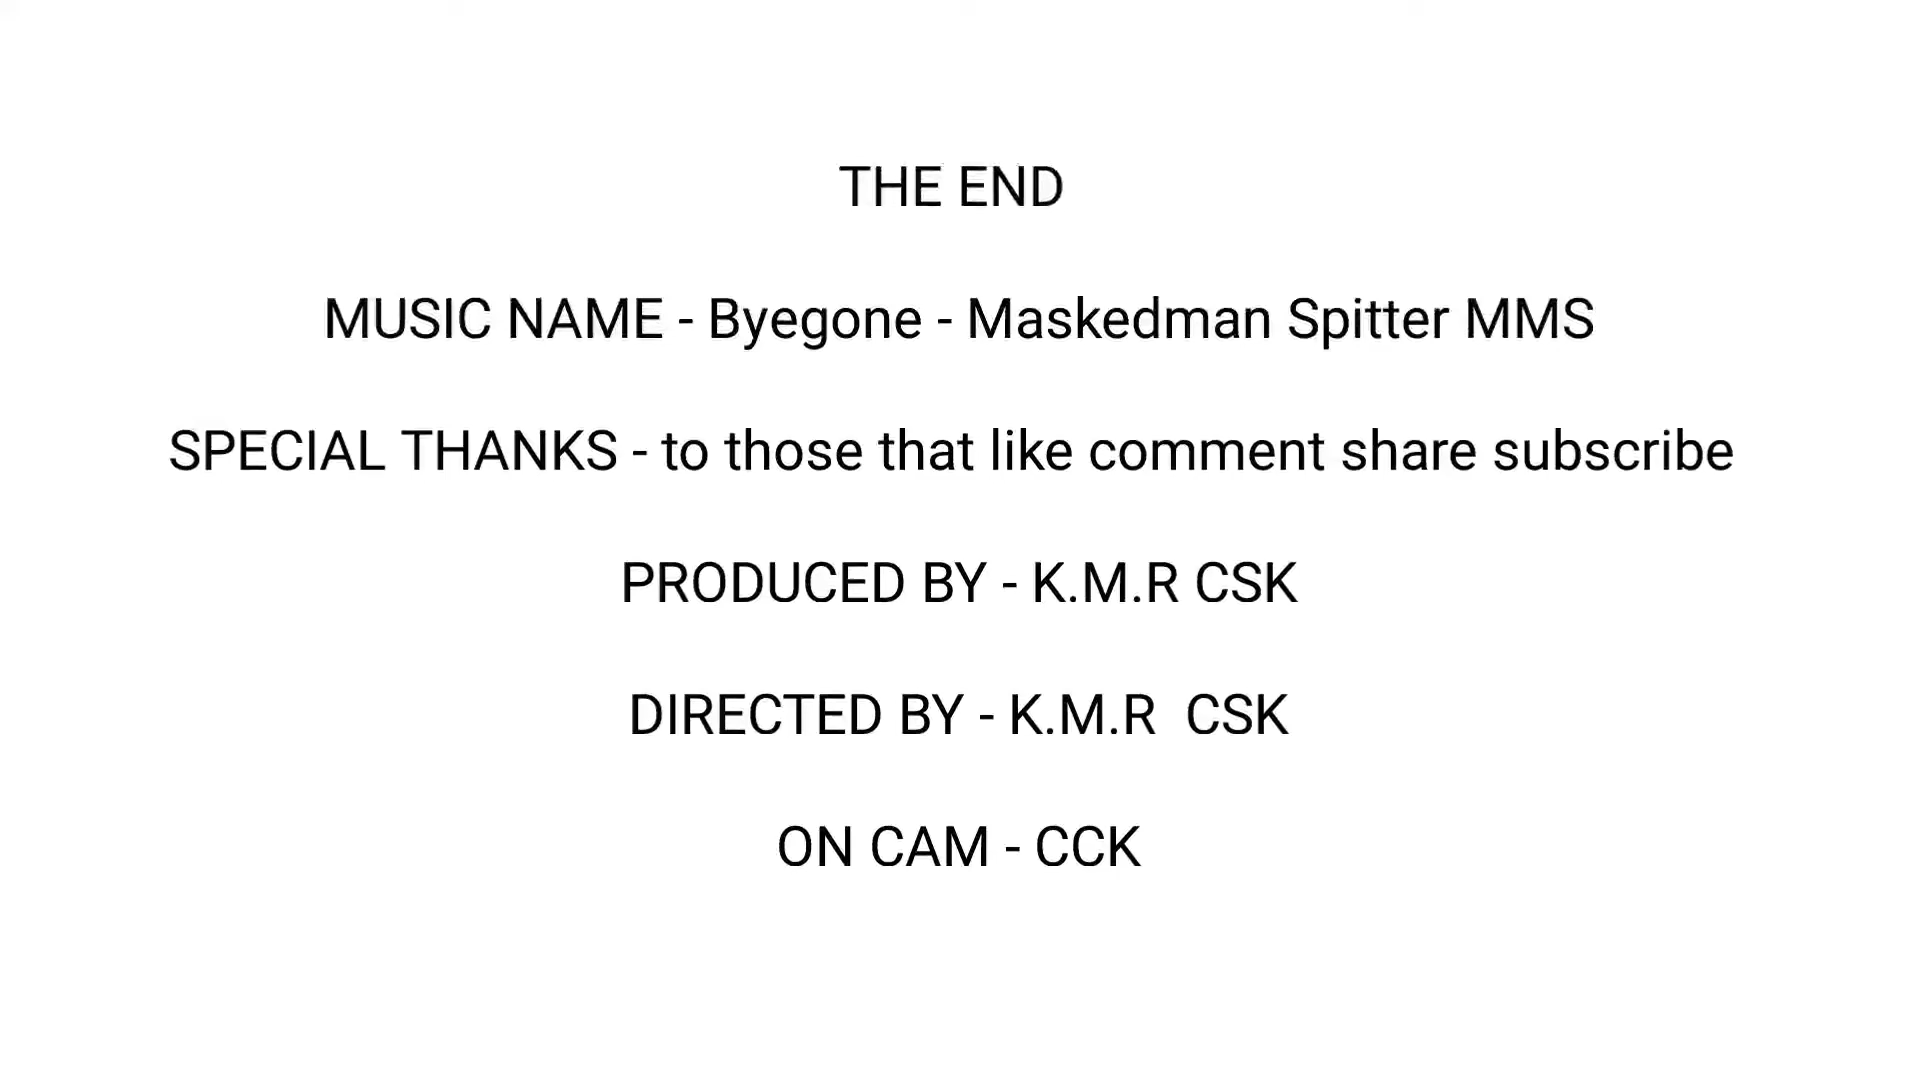 THE END
MUSIC NAME - Byegone - Maskedman Spitter MMS
SPECIAL THANKS - to those that like comment share subscribe
PRODUCED BY - K.M.R CSK
DIRECTED BY - K.M.R  CSK
ON CAM - CCK